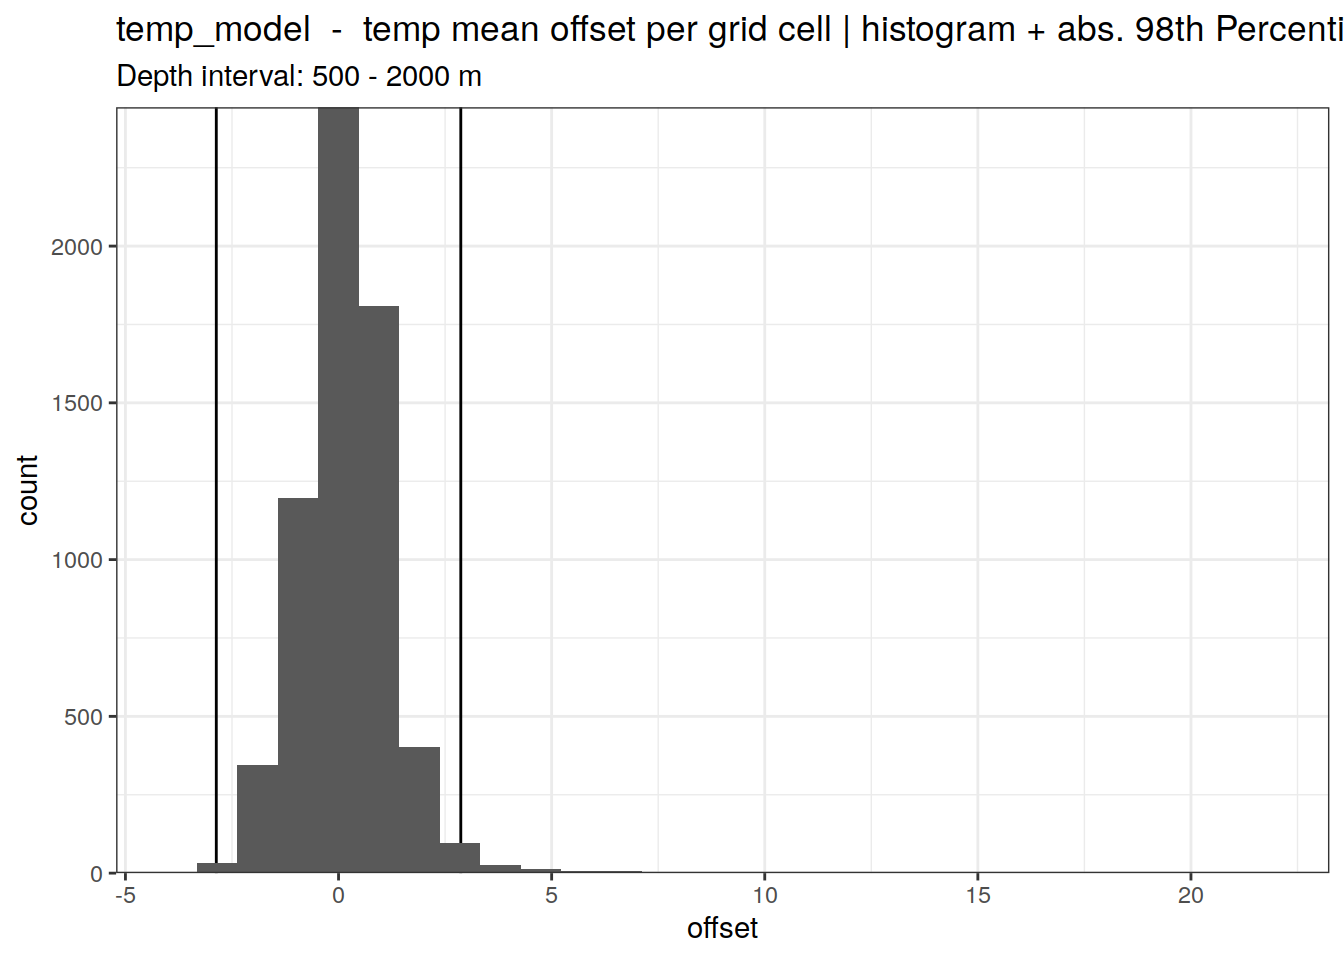 temp_model - temp mean offset per grid cell | histogram + abs. 98th Percenti
Depth interval: 500 - 2000 m
2000
1500
1000
500
0
count
-5 0 5 10 15 20
offset